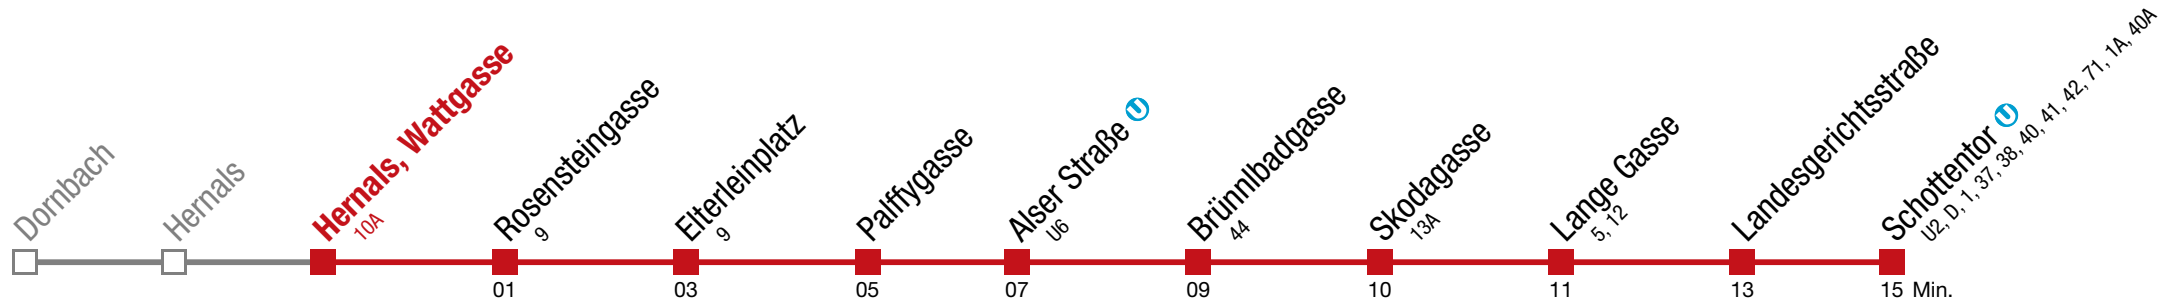 Dornbach
Hernals
Hernals, Wattgasse
10A
Rosensteingasse
9
Elterleinplatz
9
Palffygasse
Alser Straße U
U6
Brünnlbadgasse
44
Skodagasse
13A
Lange Gasse
5, 12
Landesgerichtsstraße
Schottentor U
U2, D, 1, 37, 38, 40, 41, 42, 71, 1A, 40A
01 03 05 07 09 10 11 13 15 Min.